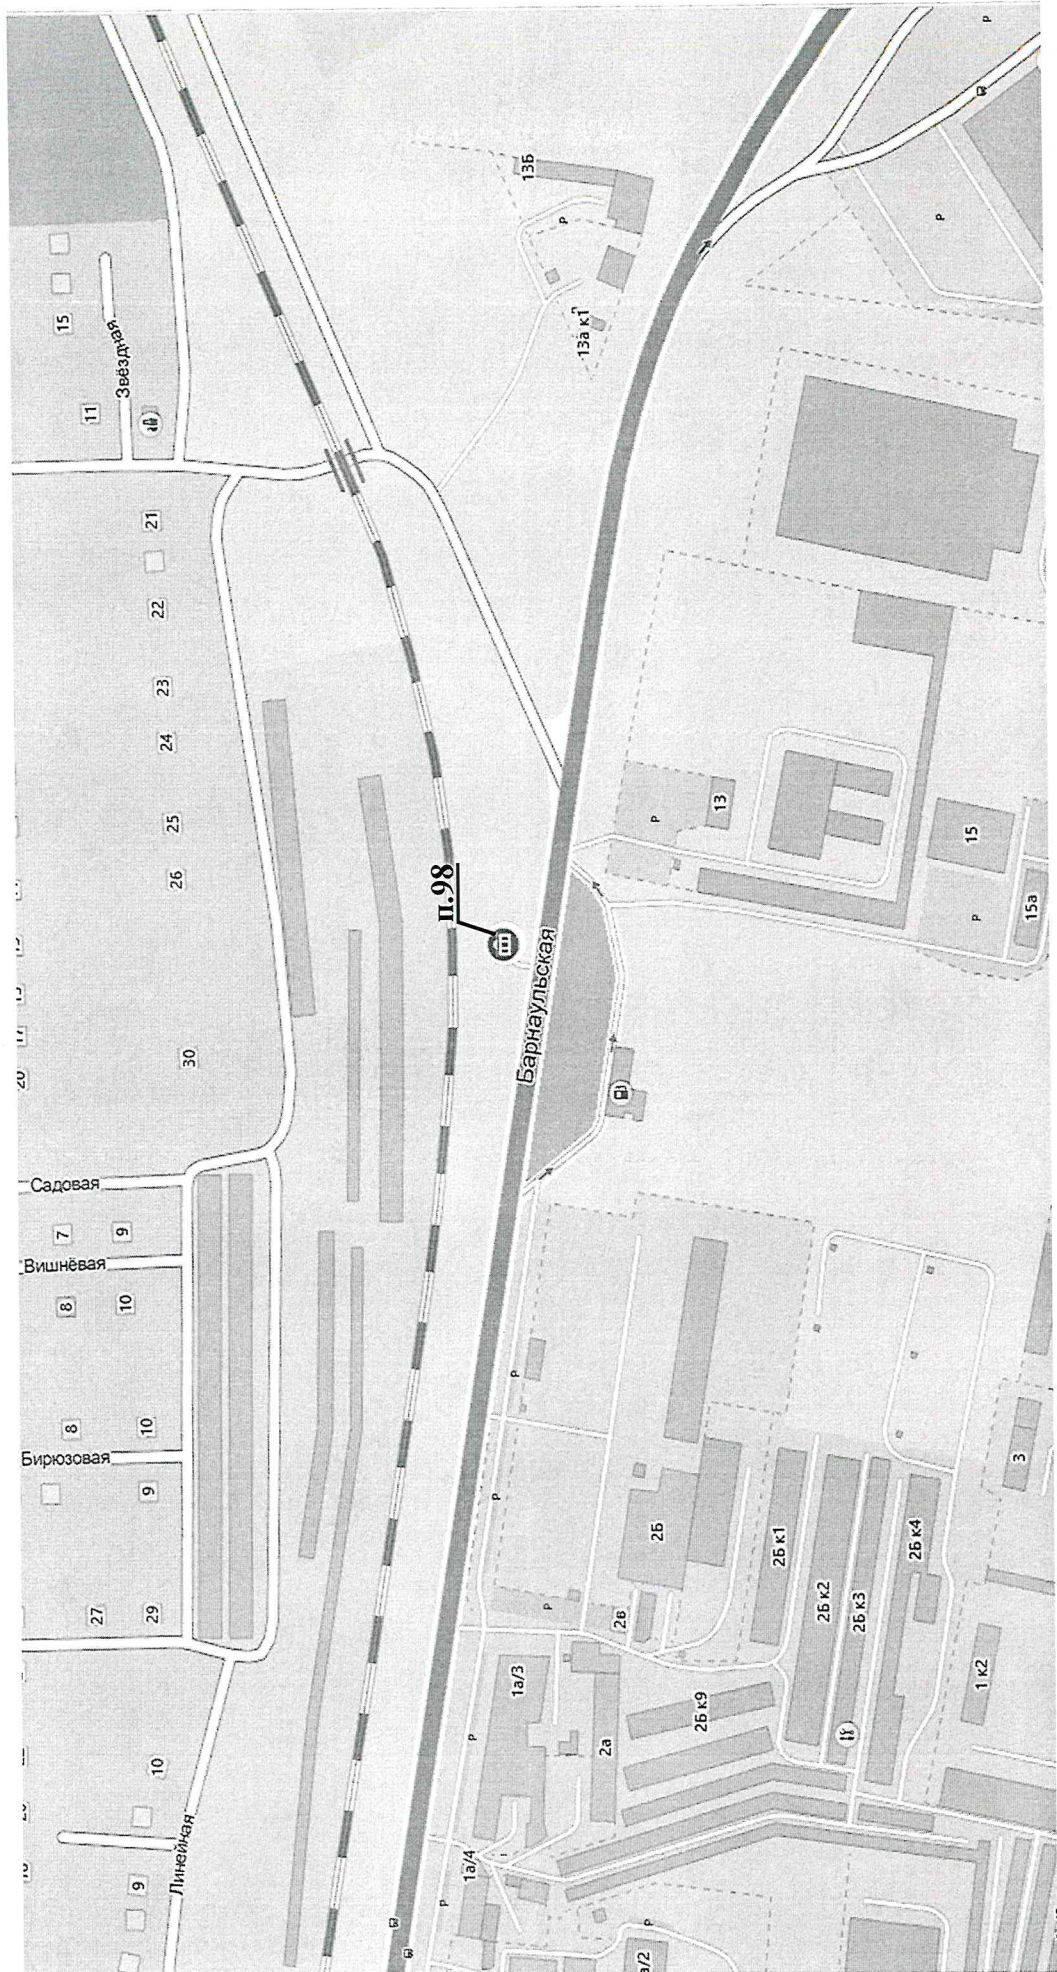 15
Звёздная
11
13Б
Р
Р
Р
13а к1
21
22
23
24
25
26
п.98
Барнаульская
Р
13
15
15а
Р
30
Садовая
7
9
Вишнёвая
8
10
8
10
Бирюзовая
9
27
29
Р
Р
2Б
Р
2в
2Б к1
2Б к2
2Б к3
2Б к4
3
1 к2
1а/3
Р
2а
2Б к9
10
Линейная
9
1а/4
Р
Р
а/2